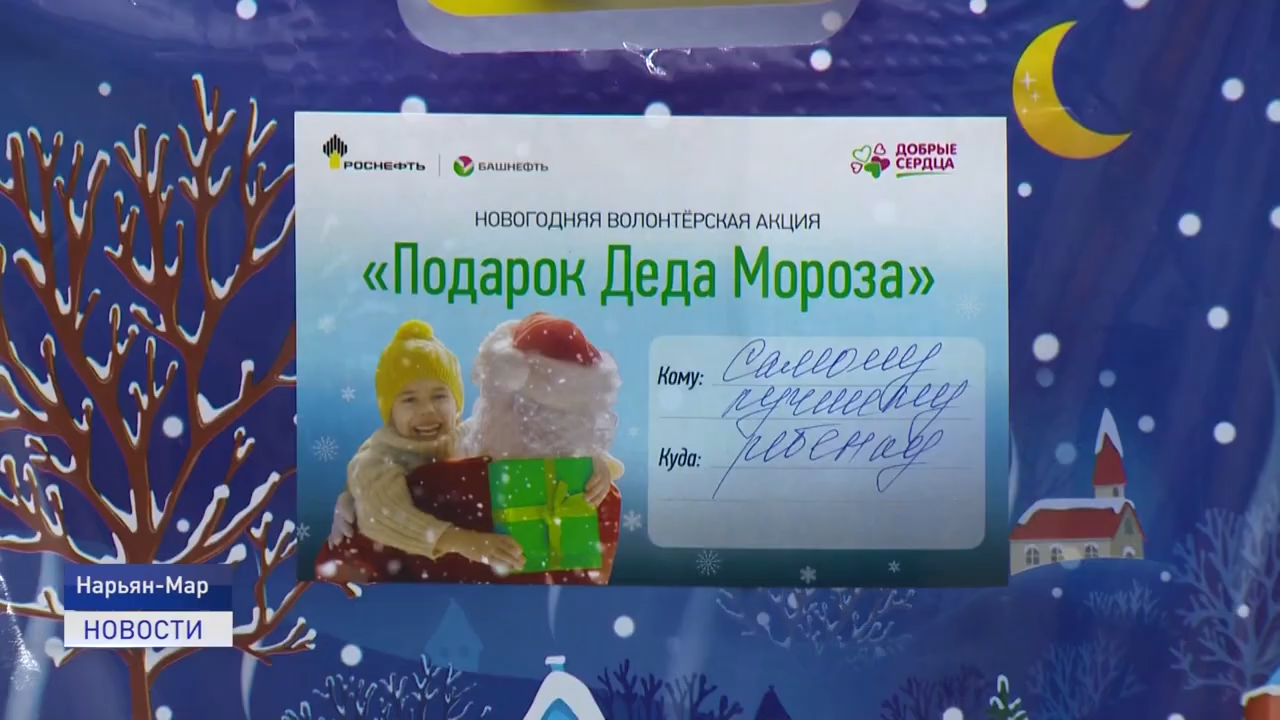 РОСНЕФТЬ
БАШНЕФТЬ
ДОБРЫЕ
СЕРДЦА
НОВОГОДНЯЯ ВОЛОНТЁРСКАЯ АКЦИЯ
«Подарок Деда Мороза»
Кому: Самому
лучшему
Куда: ребенку
Нарьян-Мар
НОВОСТИ